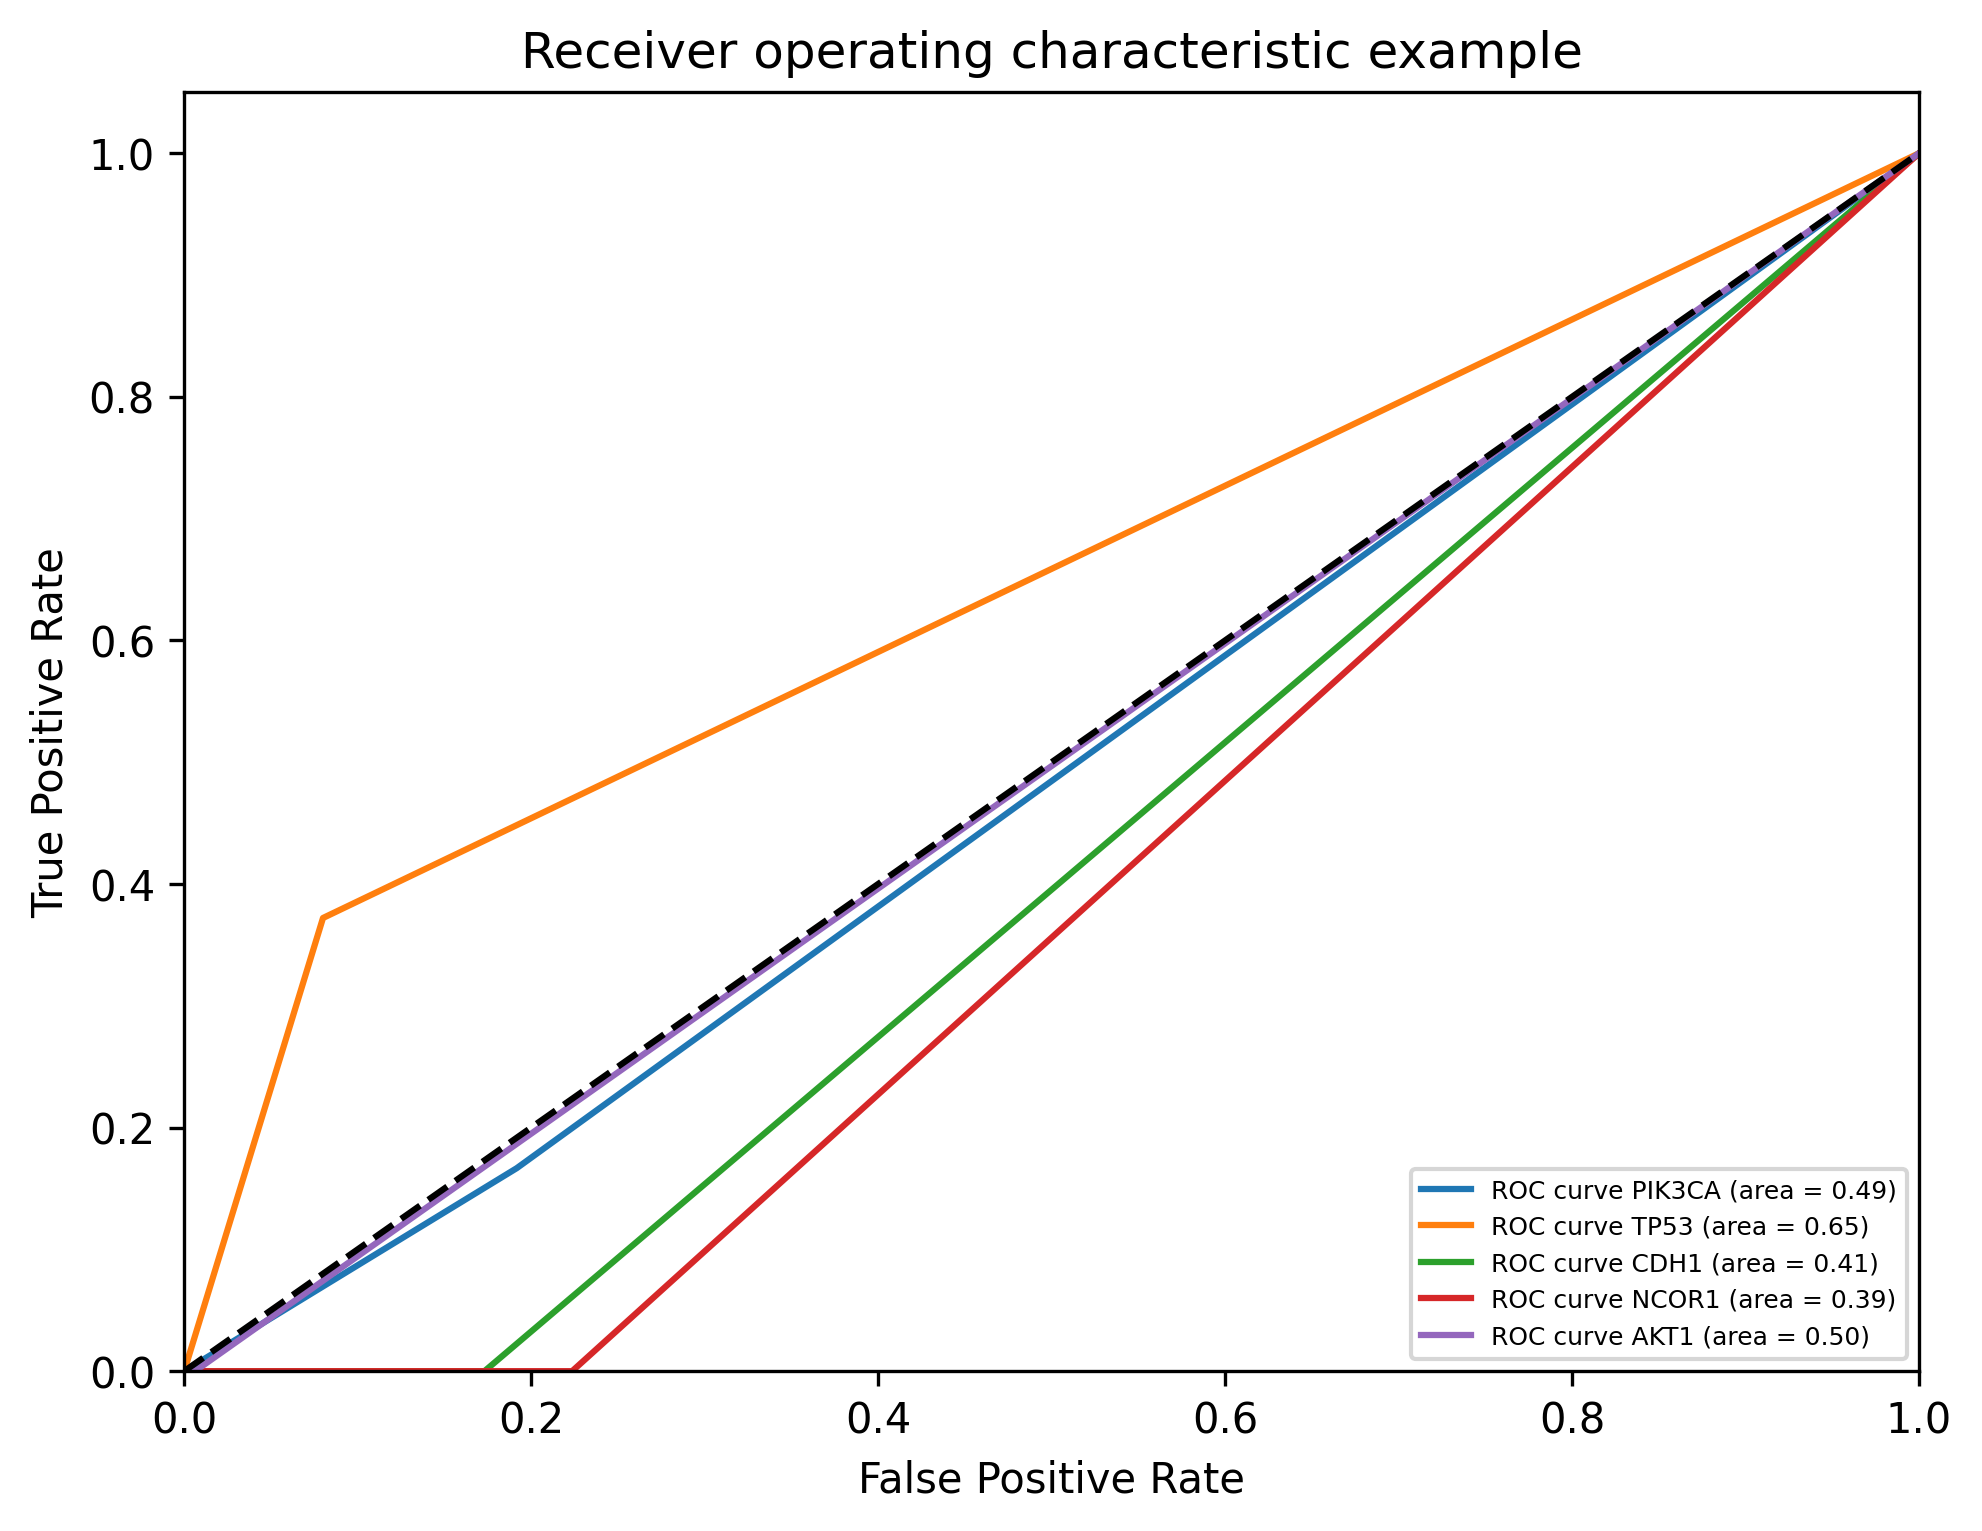 Receiver operating characteristic example
1.0
0.8
0.6
0.4
0.2
0.0
True Positive Rate
0.0 0.2 0.4 0.6 0.8 1.0
False Positive Rate
ROC curve PIK3CA (area = 0.49)
ROC curve TP53 (area = 0.65)
ROC curve CDH1 (area = 0.41)
ROC curve NCOR1 (area = 0.39)
ROC curve AKT1 (area = 0.50)